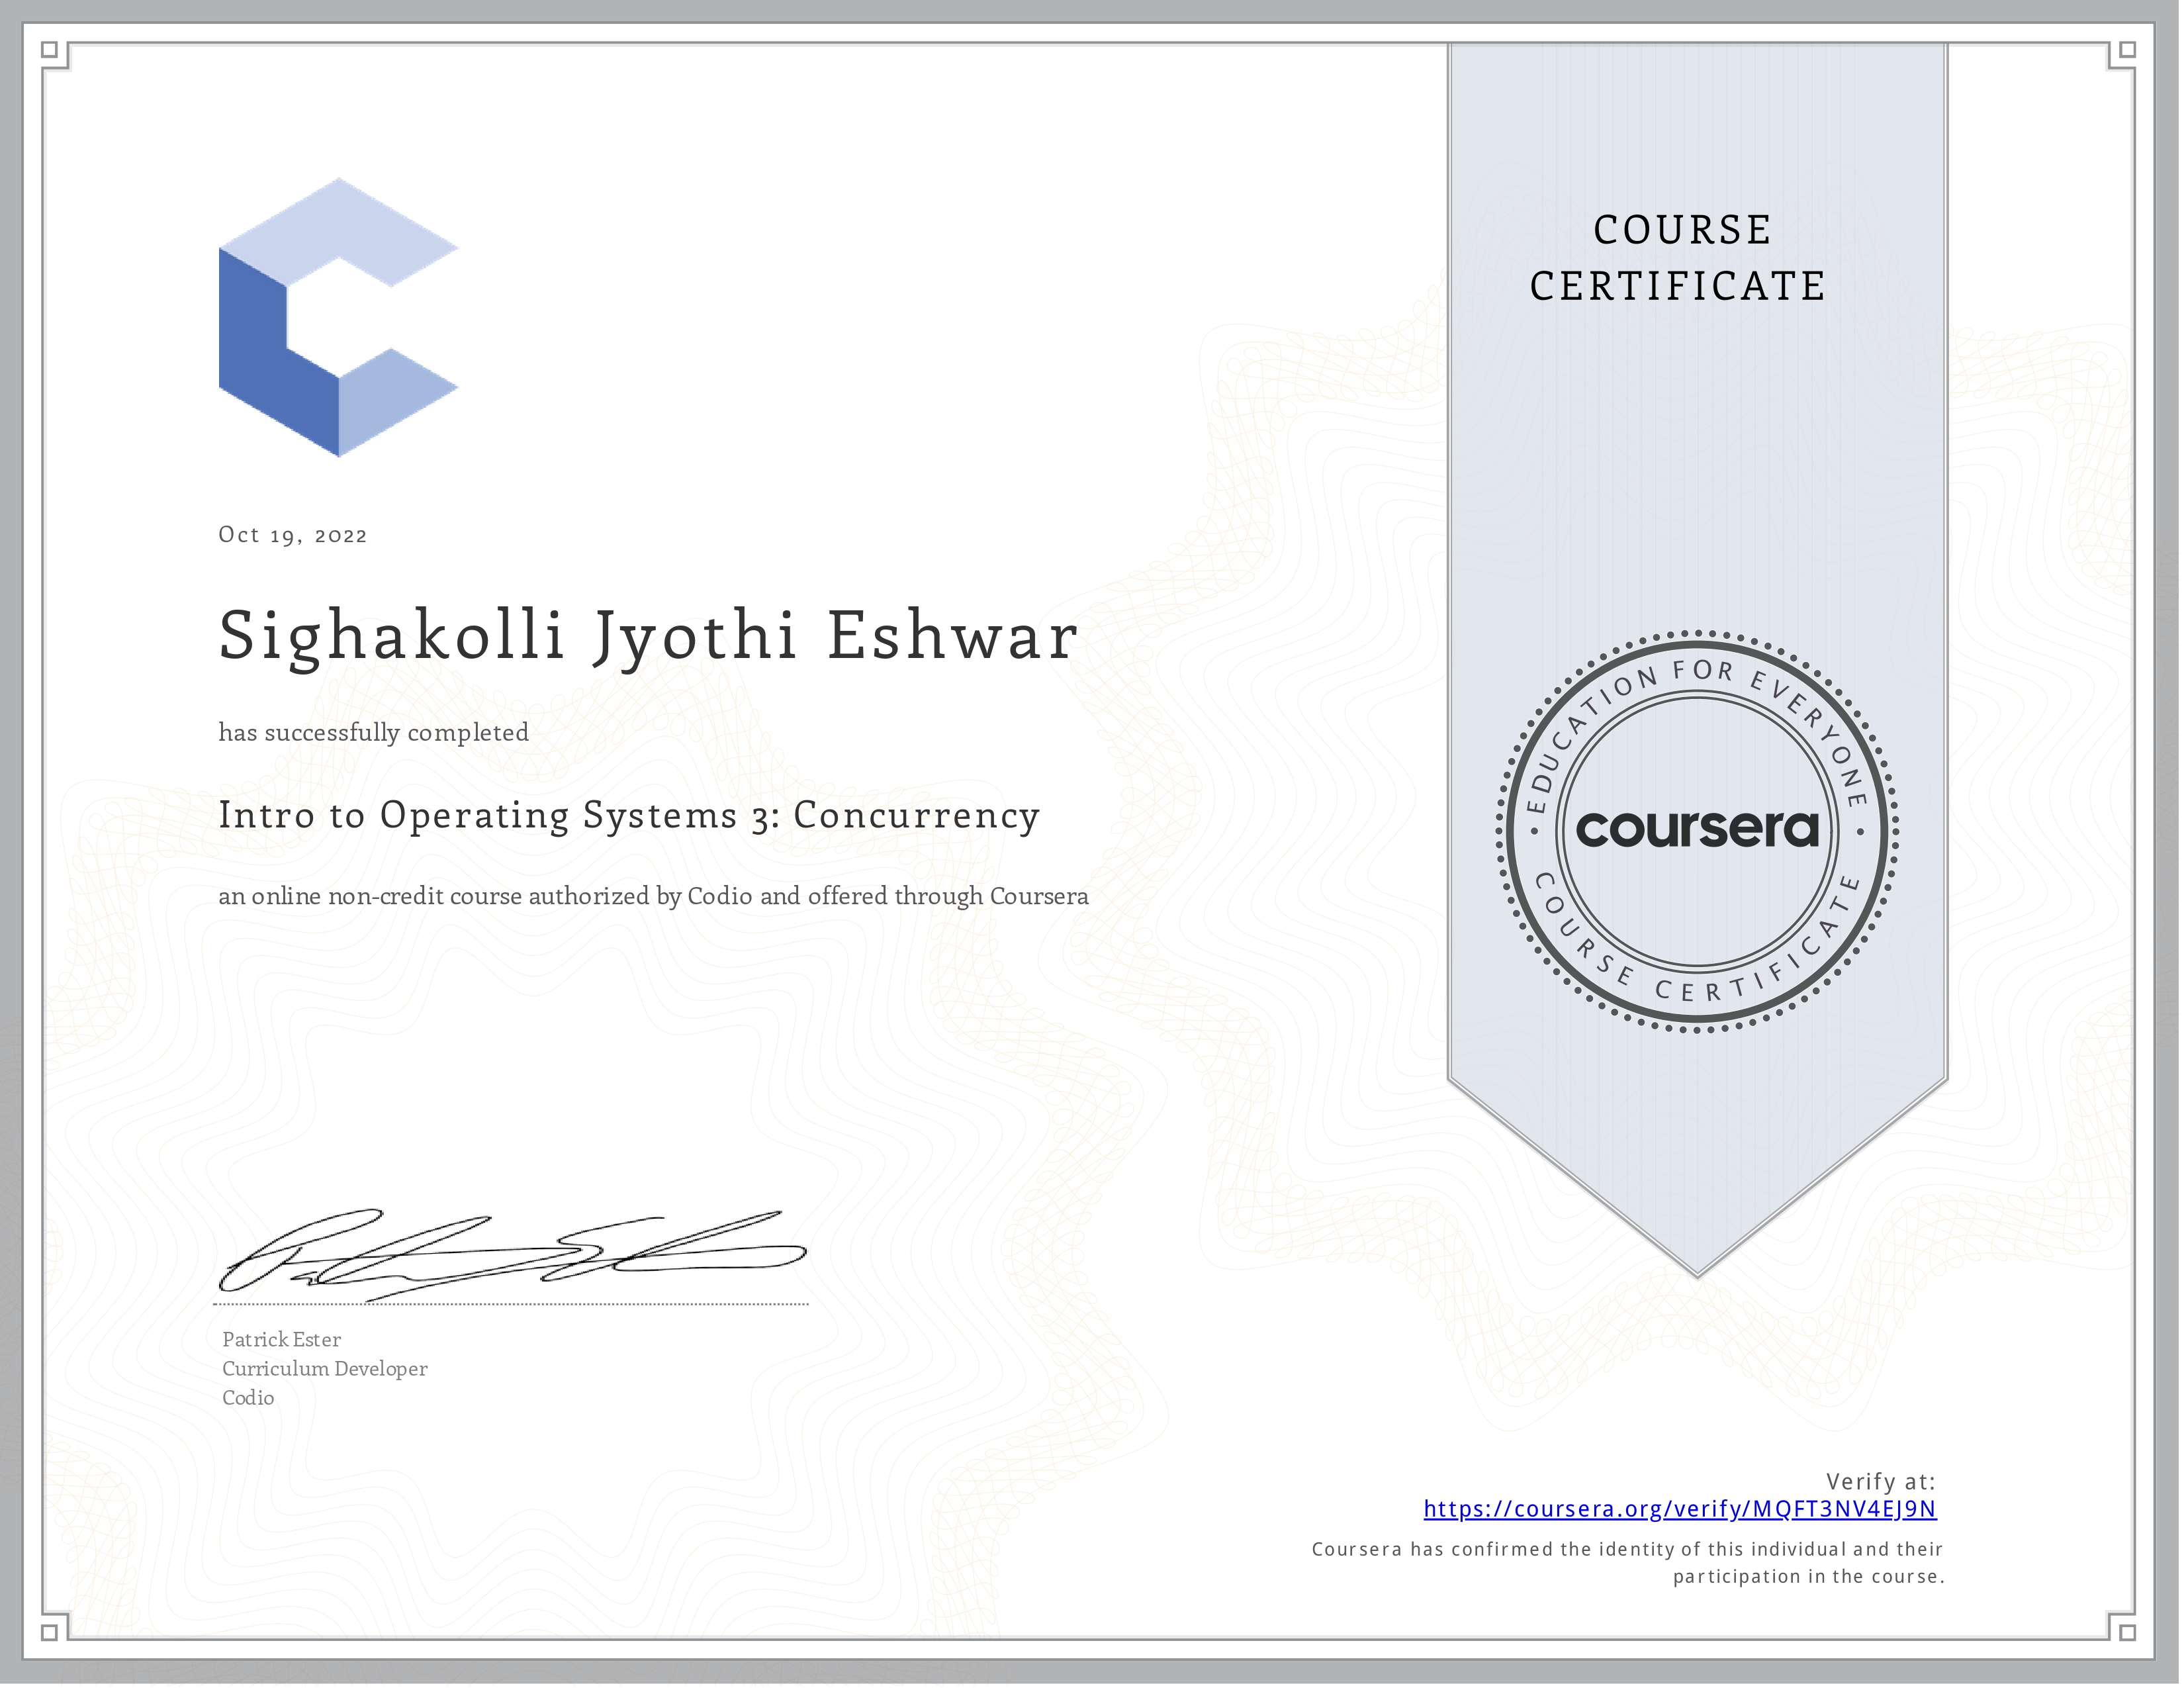 COURSE
CERTIFICATE
Oct 19, 2022
Sighakolli Jyothi Eshwar
has successfully completed
Intro to Operating Systems 3: Concurrency
an online non-credit course authorized by Codio and offered through Coursera
EDUCATION FOR EVERYONE
coursera
COURSE CERTIFICATE
Patrick Ester
Curriculum Developer
Codio
Verify at:
https://coursera.org/verify/MQFT3NV4EJ9N
Coursera has confirmed the identity of this individual and their
participation in the course.